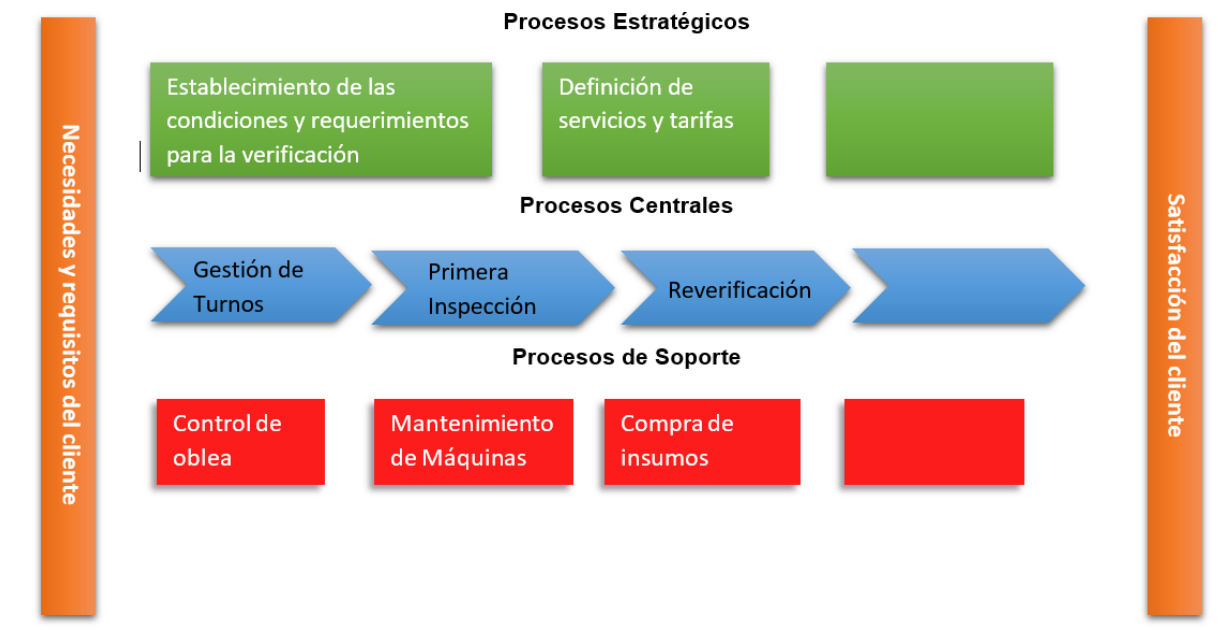 Procesos Estratégicos
Establecimiento de las
condiciones y requerimientos
para la verificación
Definición de
servicios y tarifas
Necesidades y requisitos del cliente
Procesos Centrales
Gestión de
Turnos
Primera
Inspección
Reverificación
Procesos de Soporte
Control de
oblea
Mantenimiento
de Máquinas
Compra de
insumos
Satisfacción del cliente